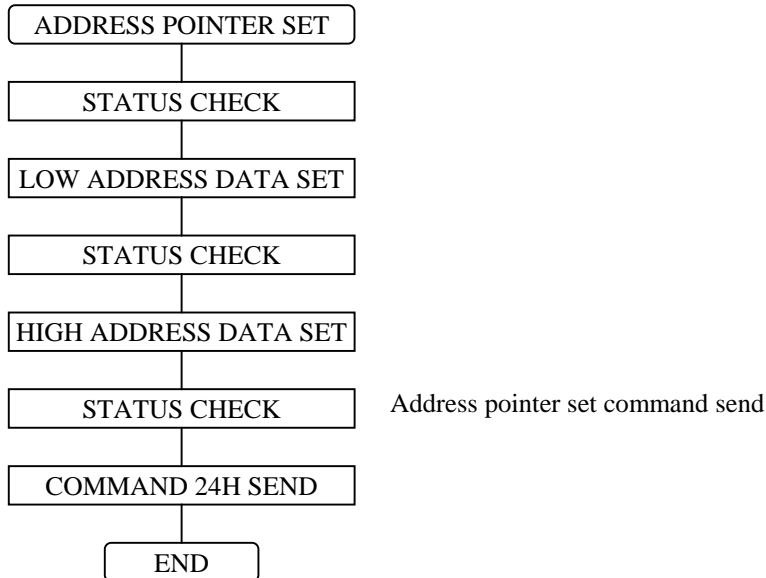 ADDRESS POINTER SET
STATUS CHECK
LOW ADDRESS DATA SET
STATUS CHECK
HIGH ADDRESS DATA SET
STATUS CHECK
Address pointer set command send
COMMAND 24H SEND
END